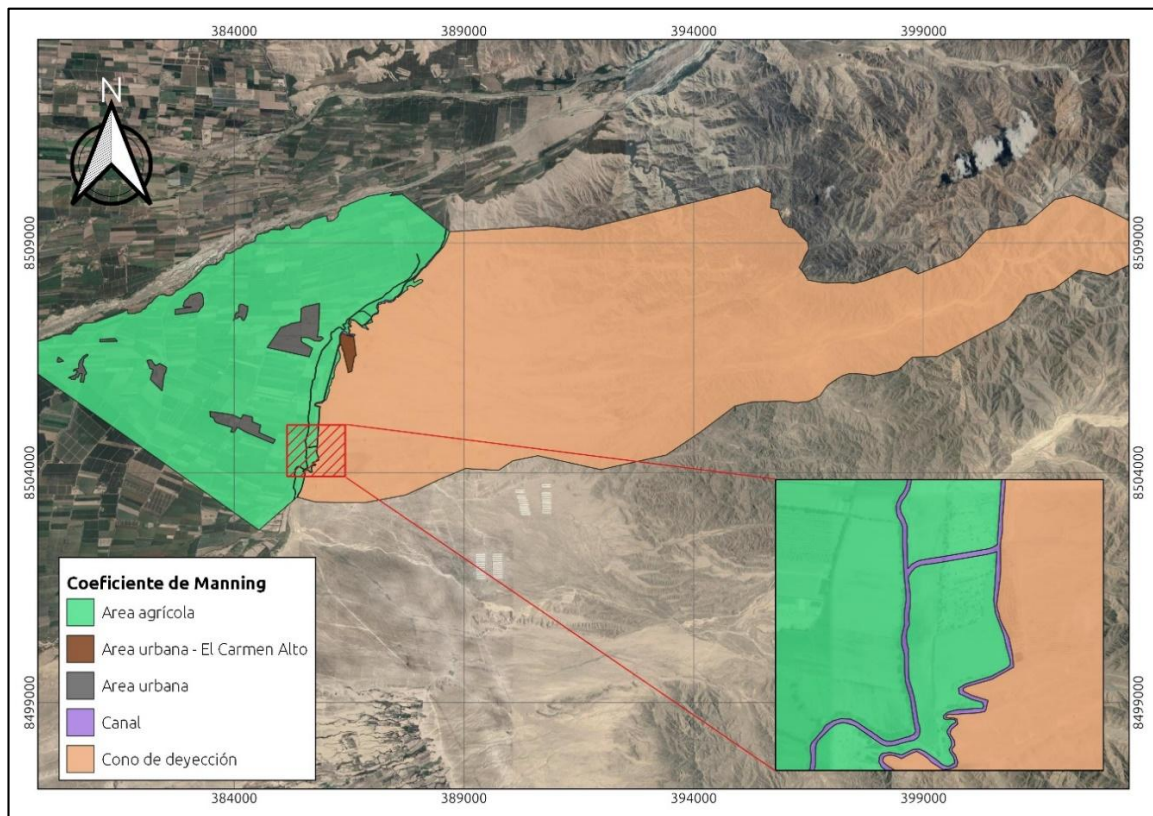 384000 389000 394000 399000
N
8509000 8509000
8504000 8504000
8499000 8499000
Coeficiente de Manning
Area agrícola
Area urbana - El Carmen Alto
Area urbana
Canal
Cono de deyección
384000 389000 394000 399000